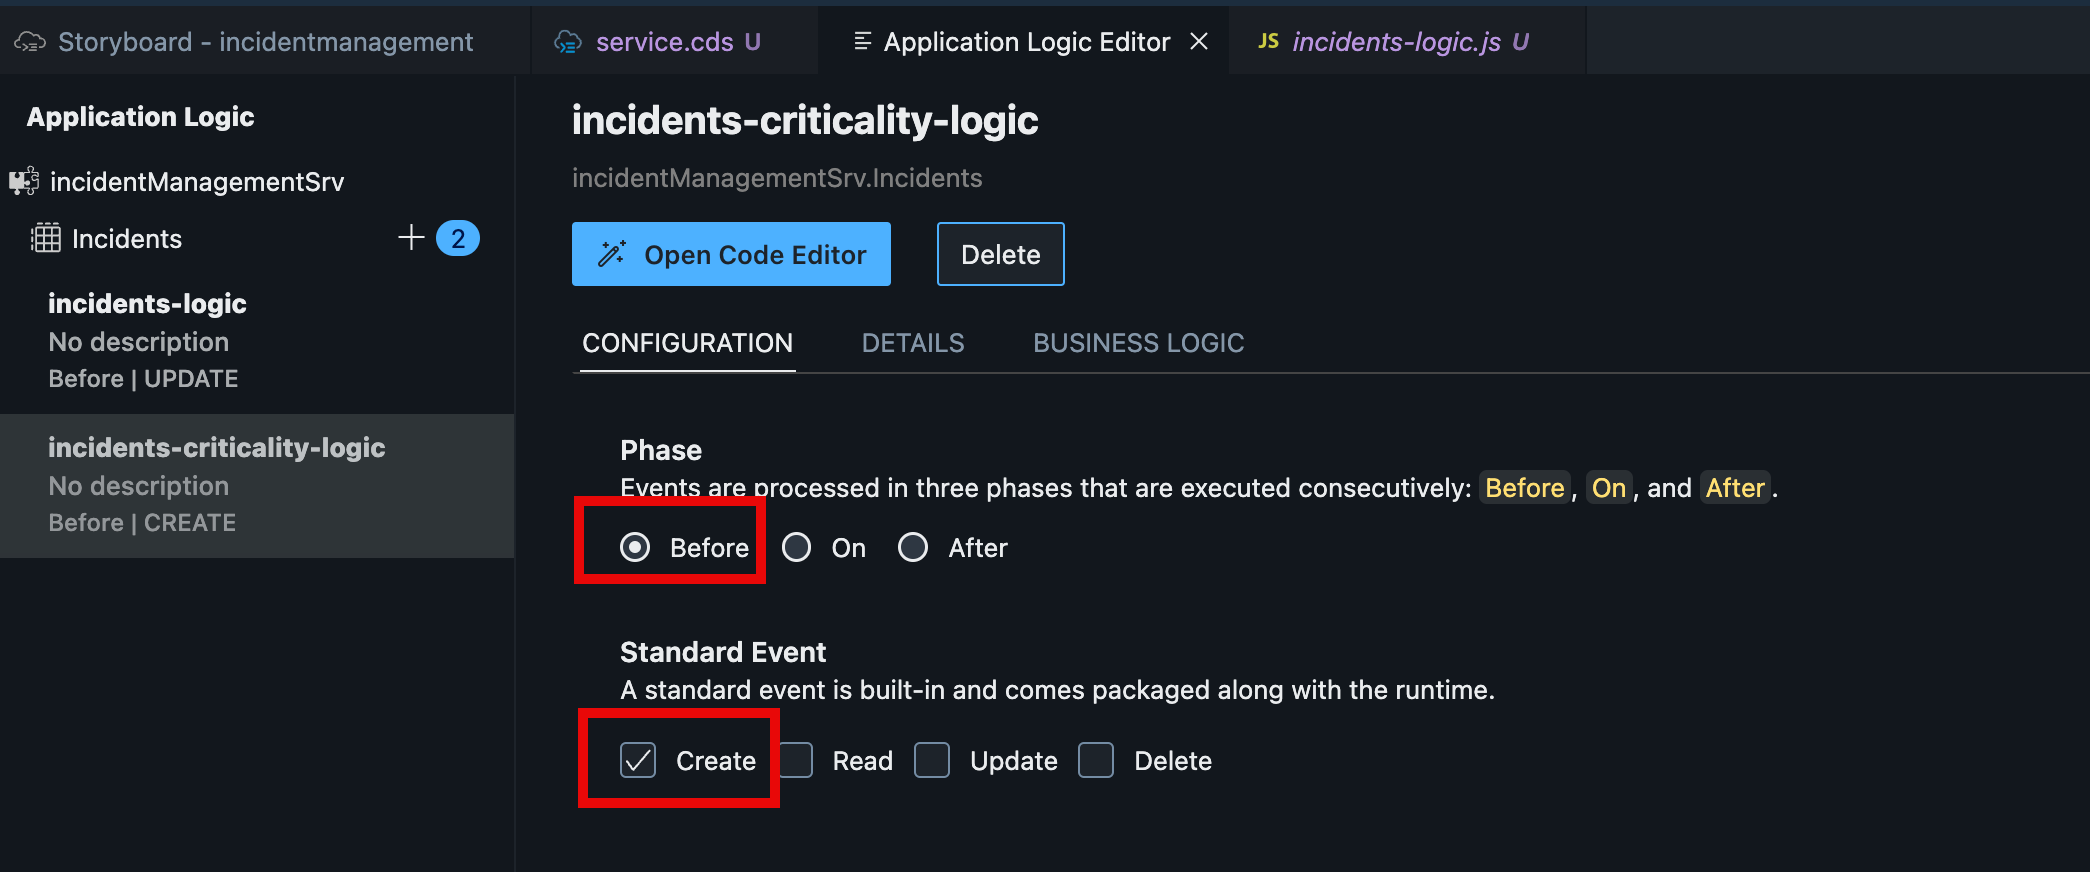 Storyboard - incidentmanagement
service.cds U
Application Logic Editor
JS incidents-logic.js U
Application Logic
incidentManagementSrv
Incidents
2
incidents-logic
No description
Before | UPDATE
incidents-criticality-logic
No description
Before | CREATE
incidents-criticality-logic
incidentManagementSrv.Incidents
Open Code Editor
Delete
CONFIGURATION
DETAILS
BUSINESS LOGIC
Phase
Events are processed in three phases that are executed consecutively: Before, On, and After.
Before
On
After
Standard Event
A standard event is built-in and comes packaged along with the runtime.
Create
Read
Update
Delete